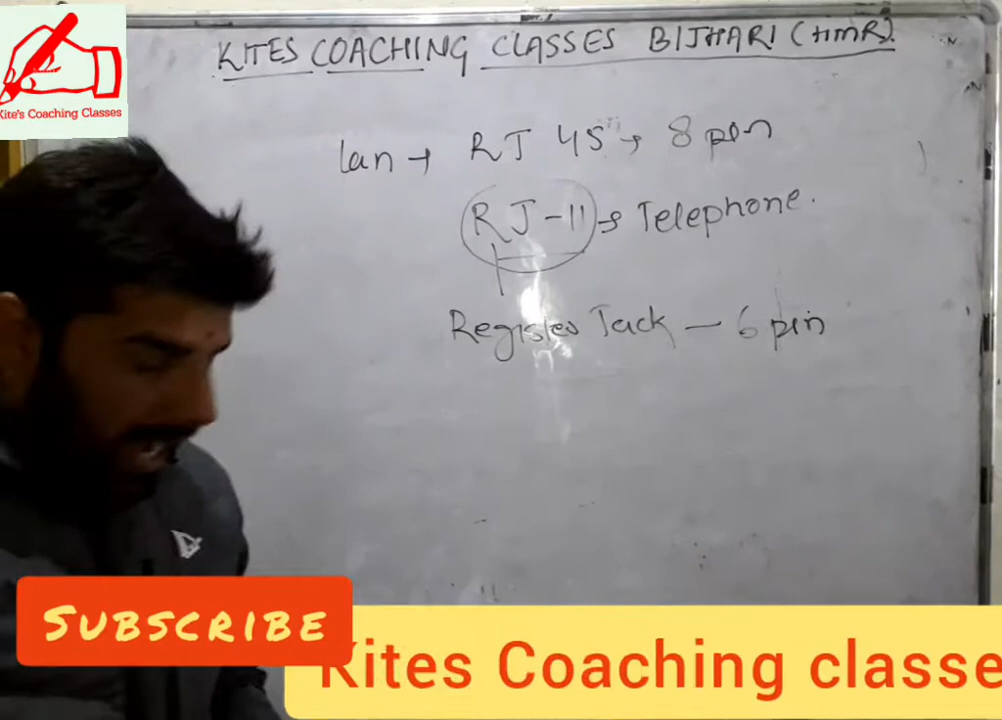 KITES COACHING CLASSES BIJHARI (HMR)
Kite's Coaching Classes
lan → RJ 45 → 8 pin
RJ-11 → Telephone.
Register Jack — 6 pin
SUBSCRIBE
Kites Coaching classe